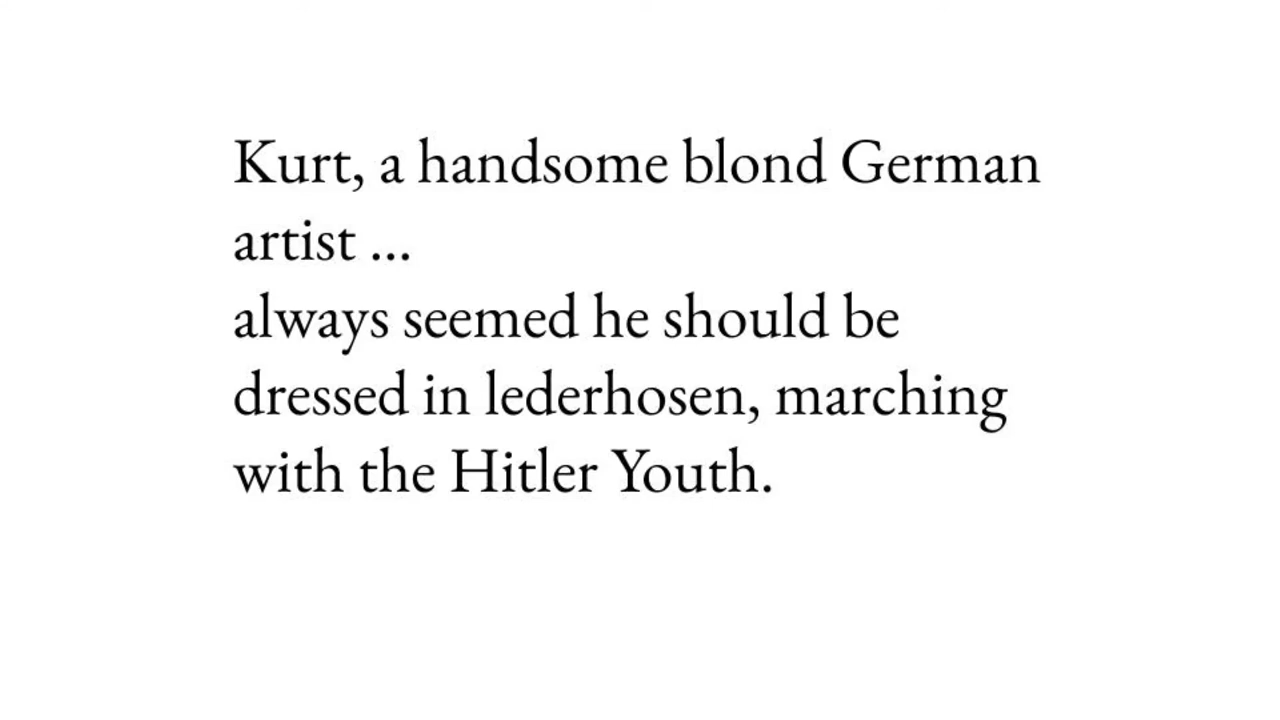 Kurt, a handsome blond German
artist ...
always seemed he should be
dressed in lederhosen, marching
with the Hitler Youth.